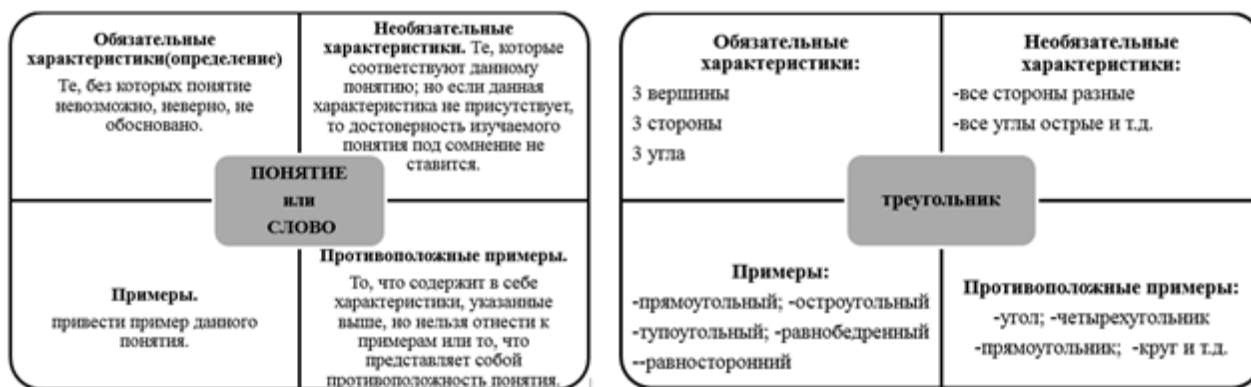 Обязательные
характеристики(определение)
Те, без которых понятие
невозможно, неверно, не
обосновано.
Необязательные
характеристики. Те, которые
соответствуют данному
понятию; но если данная
характеристика не присутствует,
то достоверность изучаемого
понятия под сомнение не
ставится.
ПОНЯТИЕ
или
СЛОВО
Примеры.
привести пример данного
понятия.
Противоположные примеры.
То, что содержит в себе
характеристики, указанные
выше, но нельзя отнести к
примерам или то, что
представляет собой
противоположность понятия.
Обязательные
характеристики:
3 вершины
3 стороны
3 угла
Необязательные
характеристики:
-все стороны разные
-все углы острые и т.д.
треугольник
Примеры:
-прямоугольный; -остроугольный
-тупоугольный; -равнобедренный
--равносторонний
Противоположные примеры:
-угол; -четырехугольник
-прямоугольник; -круг и т.д.